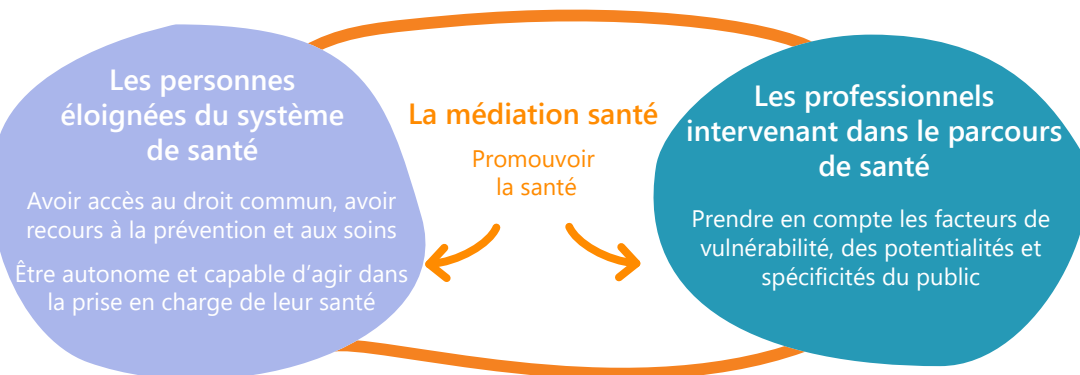 Les personnes
éloignées du système
de santé
Avoir accès au droit commun, avoir
recours à la prévention et aux soins
Être autonome et capable d'agir dans
la prise en charge de leur santé
La médiation santé
Promouvoir
la santé
Les professionnels
intervenant dans le parcours
de santé
Prendre en compte les facteurs de
vulnérabilité, des potentialités et
spécificités du public